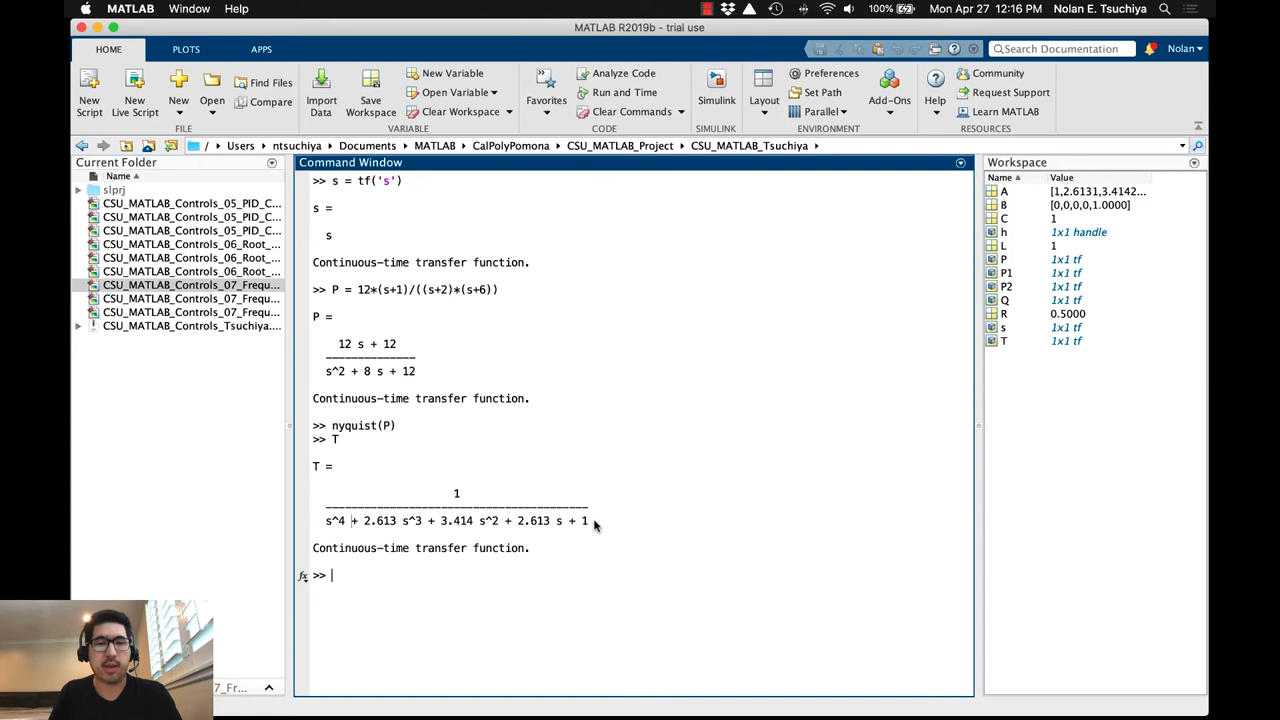 MATLAB Window Help 100% Mon Apr 27 12:16 PM Nolan E. Tsuchiya
MATLAB R2019b - trial use
HOME PLOTS APPS Search Documentation Nolan
New Script
New Live Script
New
Open
Find Files
Compare
FILE
Import Data
Save Workspace
New Variable
Open Variable
Clear Workspace
VARIABLE
Favorites
Analyze Code
Run and Time
Clear Commands
CODE
Simulink
SIMULINK
Layout
Preferences
Set Path
Parallel
Add-Ons
ENVIRONMENT
Help
Community
Request Support
Learn MATLAB
RESOURCES
/ Users ntsuchiya Documents MATLAB CalPolyPomona CSU_MATLAB_Project CSU_MATLAB_Tsuchiya
Current Folder
Name
slprj
CSU_MATLAB_Controls_05_PID_C...
CSU_MATLAB_Controls_05_PID_C...
CSU_MATLAB_Controls_05_PID_C...
CSU_MATLAB_Controls_06_Root_...
CSU_MATLAB_Controls_06_Root_...
CSU_MATLAB_Controls_06_Root_...
CSU_MATLAB_Controls_07_Frequ...
CSU_MATLAB_Controls_07_Frequ...
CSU_MATLAB_Controls_07_Frequ...
CSU_MATLAB_Controls_Tsuchiya....
7_Fr...
Command Window
>> s = tf('s')
s =
s
Continuous-time transfer function.
>> P = 12*(s+1)/((s+2)*(s+6))
P =
12 s + 12
--------------
s^2 + 8 s + 12
Continuous-time transfer function.
>> nyquist(P)
>> T
T =
1
-----------------------------------------
s^4 + 2.613 s^3 + 3.414 s^2 + 2.613 s + 1
Continuous-time transfer function.
fx >>
Workspace
Name Value
A [1,2.6131,3.4142...
B [0,0,0,0,1.0000]
C 1
h 1x1 handle
L 1
P 1x1 tf
P1 1x1 tf
P2 1x1 tf
Q 1x1 tf
R 0.5000
s 1x1 tf
T 1x1 tf